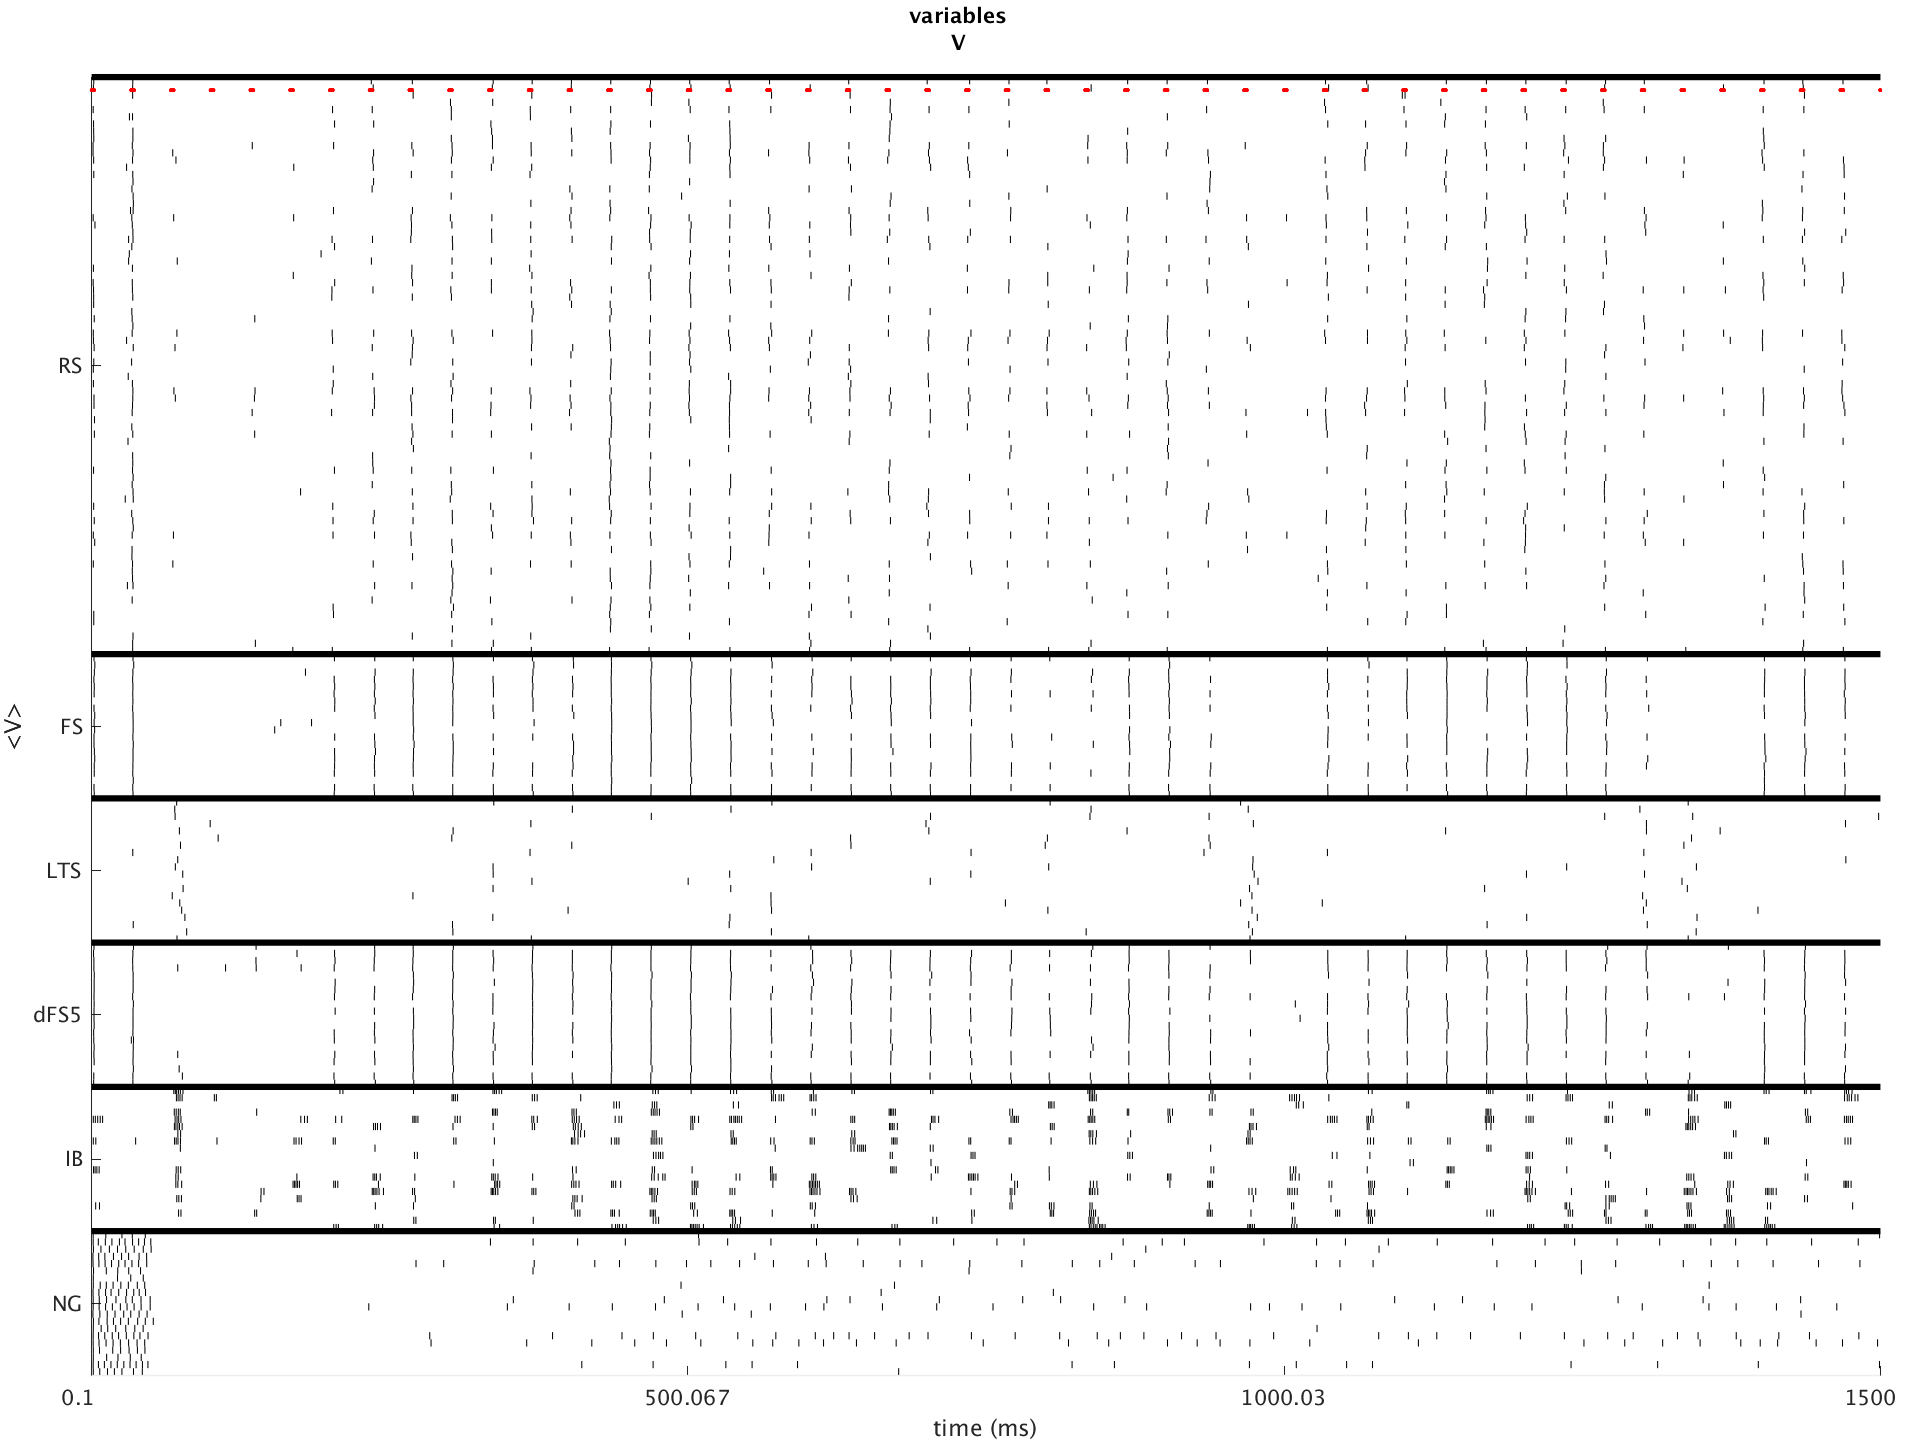 variables
V
RS
FS
<V>
LTS
dFS5
IB
NG
0.1
500.067
1000.03
1500
time (ms)